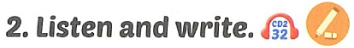 2. Listen and write. CD2 32